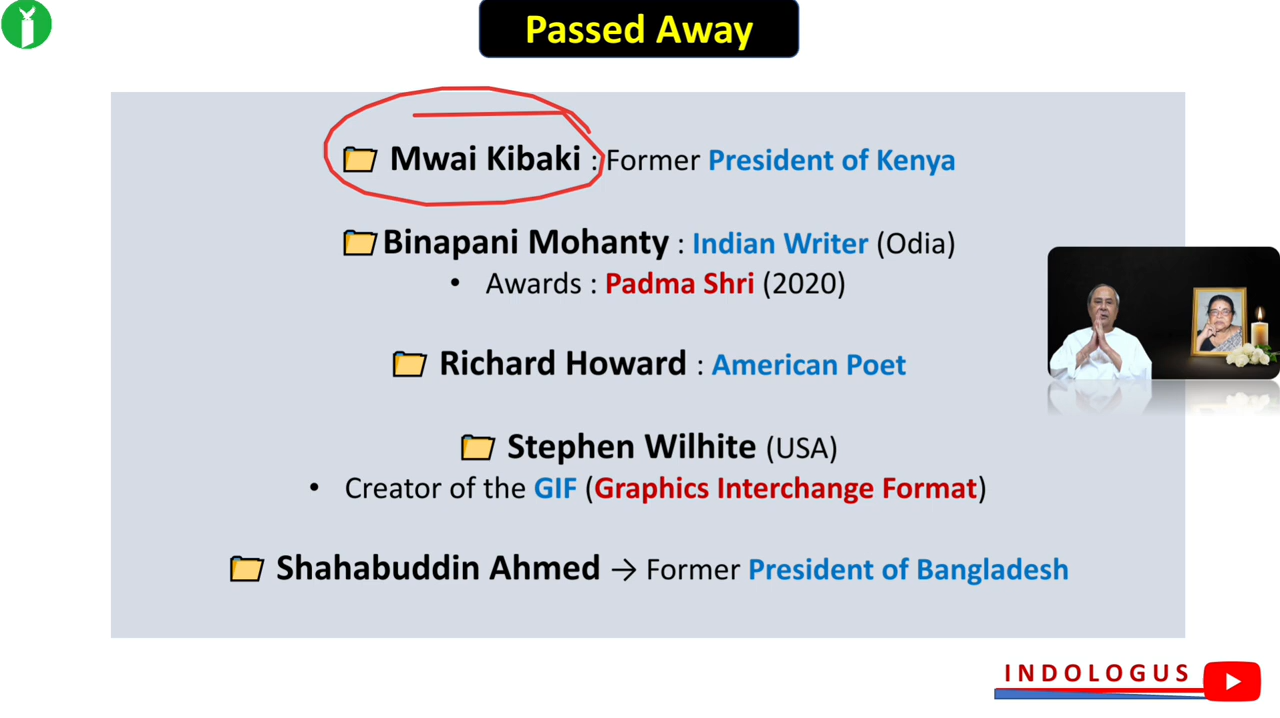 Passed Away
Mwai Kibaki : Former President of Kenya
Binapani Mohanty : Indian Writer (Odia)
• Awards : Padma Shri (2020)
Richard Howard : American Poet
Stephen Wilhite (USA)
• Creator of the GIF (Graphics Interchange Format)
Shahabuddin Ahmed → Former President of Bangladesh
INDOLOGUS